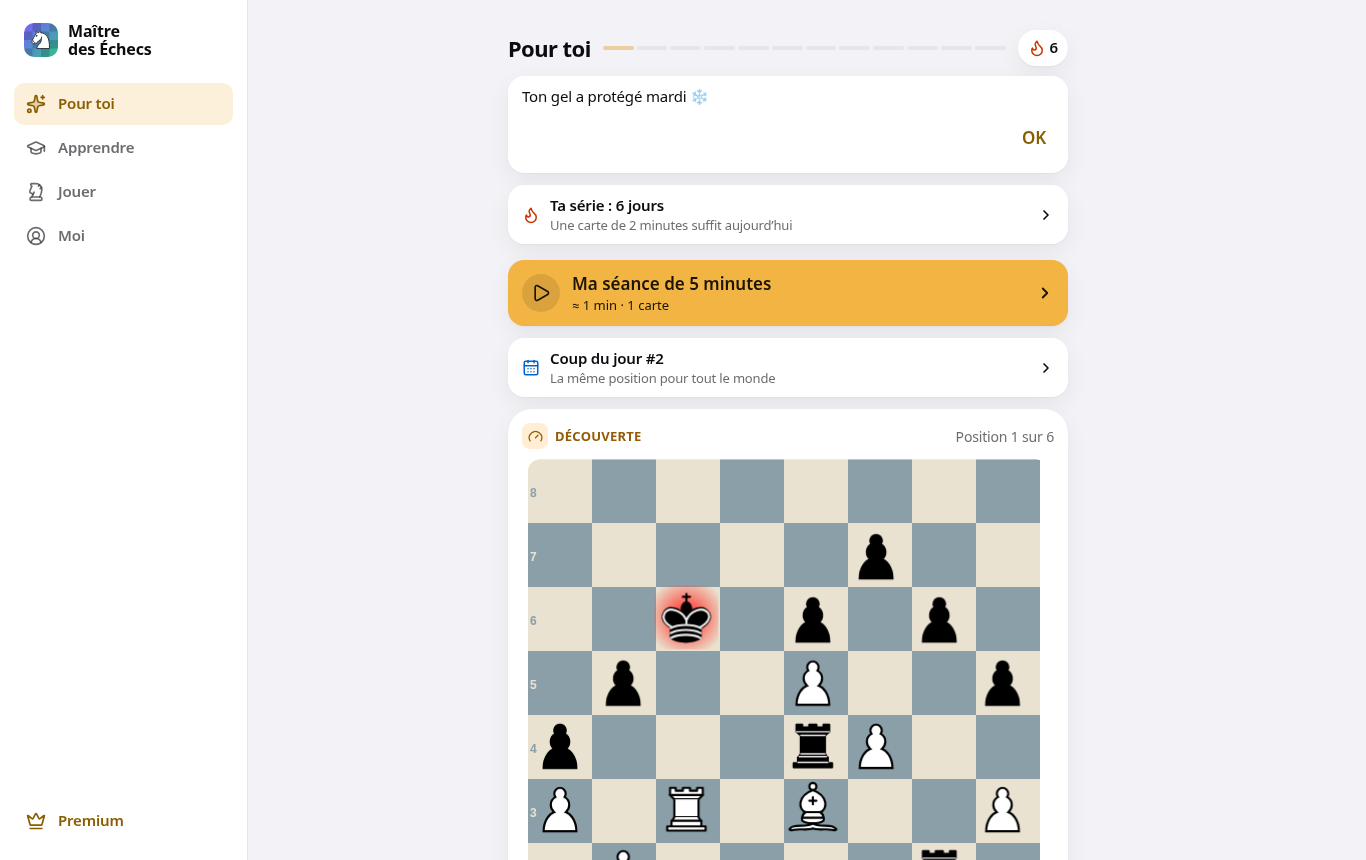 Maître
des Échecs
Pour toi
Apprendre
Jouer
Moi
Premium
Pour toi
6
Ton gel a protégé mardi ❄️
OK
Ta série : 6 jours
Une carte de 2 minutes suffit aujourd’hui
Ma séance de 5 minutes
≈ 1 min · 1 carte
Coup du jour #2
La même position pour tout le monde
DÉCOUVERTE
Position 1 sur 6
8
7
6
5
4
3